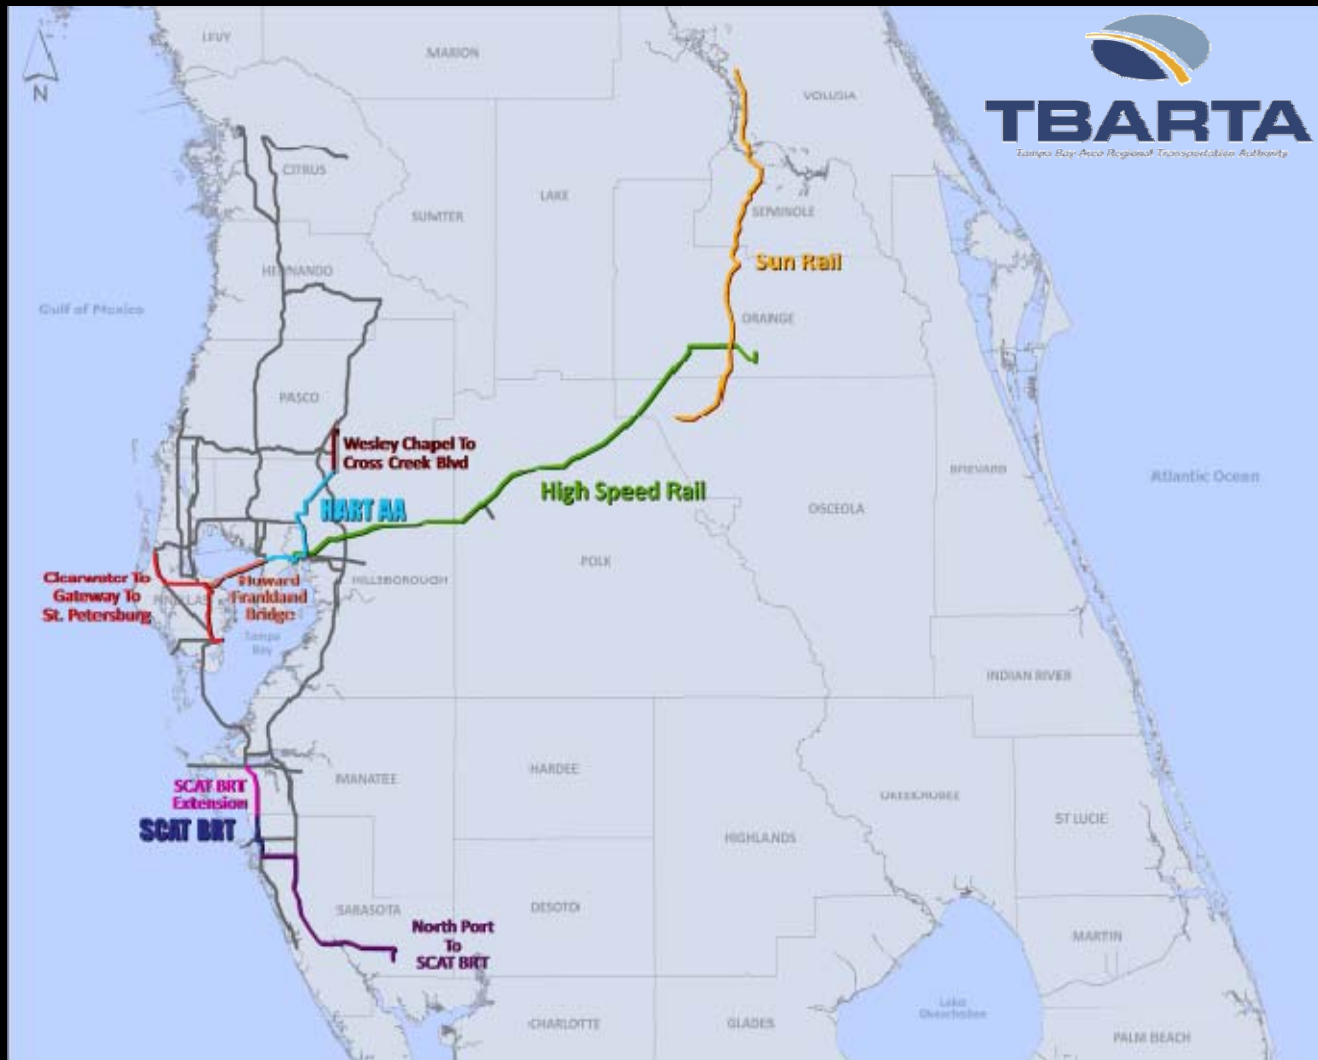 LEVY
MARION
VOLUSIA
TBARTA
Tampa Bay Area Regional Transportation Authority
N
CITRUS
LAKE
SUMTER
SEMINOLE
Sun Rail
HERNANDO
Gulf of Mexico
ORANGE
PASCO
Wesley Chapel To
Cross Creek Blvd
BREVARD
Atlantic Ocean
High Speed Rail
HART AA
OSCEOLA
POLK
HILLSBOROUGH
Clearwater To
Gateway To
St. Petersburg
PINELLAS
Howard
Frankland
Bridge
Tampa
Bay
INDIAN RIVER
SCAT BRT
Extension
MANATEE
HARDEE
OKEECHOBEE
ST LUCIE
SCAT BRT
HIGHLANDS
SARASOTA
DESOTO
North Port
To
SCAT BRT
MARTIN
Lake
Okeechobee
CHARLOTTE
GLADES
PALM BEACH